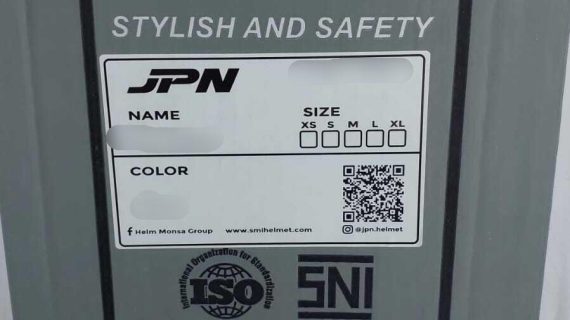 STYLISH AND SAFETY
JPN
NAME
SIZE
XS S M L XL
COLOR
Helm Monsa Group www.smihelmet.com @jpn.helmet
International Organization for Standardization
ISO
SNI